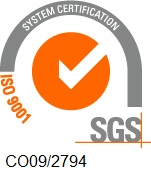 SYSTEM CERTIFICATION
ISO 9001
SGS
CO09/2794